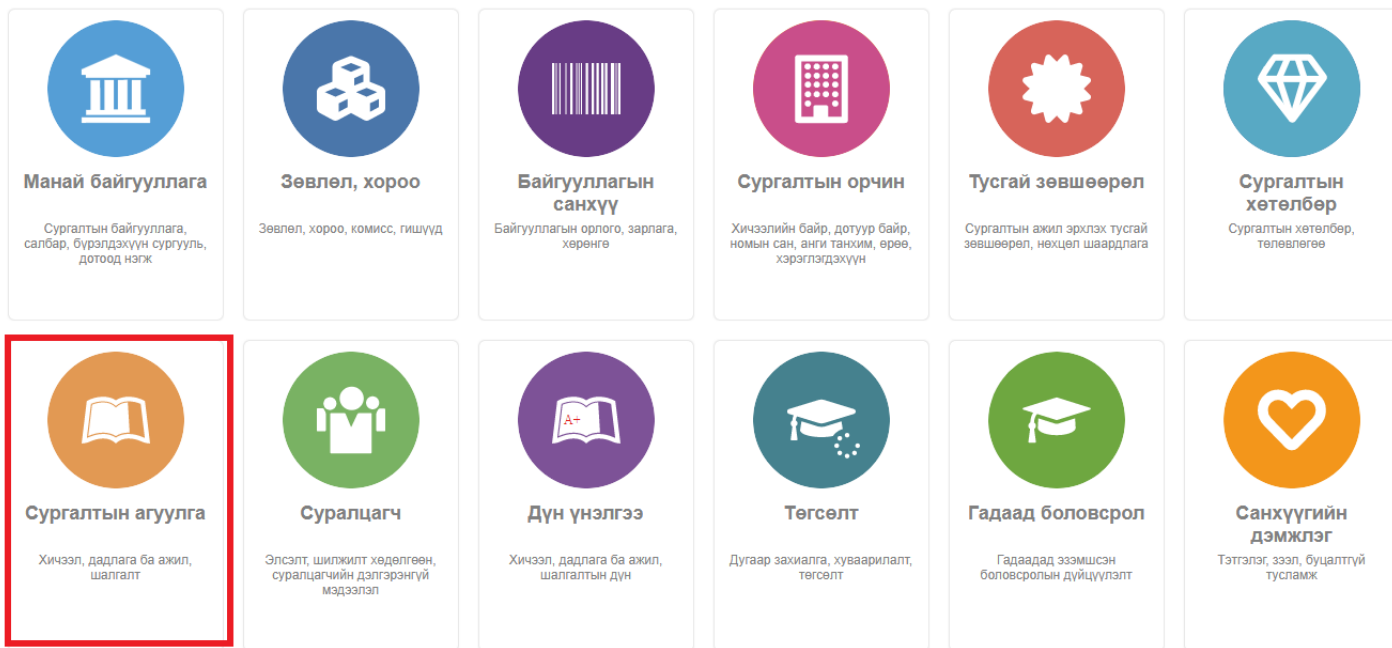 Манай байгууллага
Сургалтын байгууллага,
салбар, бүрэлдэхүүн сургууль,
дотоод нэгж
Зөвлөл, хороо
Зөвлөл, хороо, комисс, гишүүд
Байгууллагын
санхүү
Байгууллагын орлого, зарлага,
хөрөнгө
Сургалтын орчин
Хичээлийн байр, дотуур байр,
номын сан, анги танхим, өрөө,
хэрэглэгдэхүүн
Тусгай зөвшөөрөл
Сургалтын ажил эрхлэх тусгай
зөвшөөрөл, нөхцөл шаардлага
Сургалтын
хөтөлбөр
Сургалтын хөтөлбөр,
төлөвлөгөө
Сургалтын агуулга
Хичээл, дадлага ба ажил,
шалгалт
Суралцагч
Элсэлт, шилжилт хөдөлгөөн,
суралцагчийн дэлгэрэнгүй
мэдээлэл
A+
Дүн үнэлгээ
Хичээл, дадлага ба ажил,
шалгалтын дүн
Төгсөлт
Дугаар захиалга, хуваарилалт,
төгсөлт
Гадаад боловсрол
Гадаадад эзэмшсэн
боловсролын дүйцүүлэлт
Санхүүгийн
дэмжлэг
Тэтгэлэг, зээл, буцалтгүй
тусламж